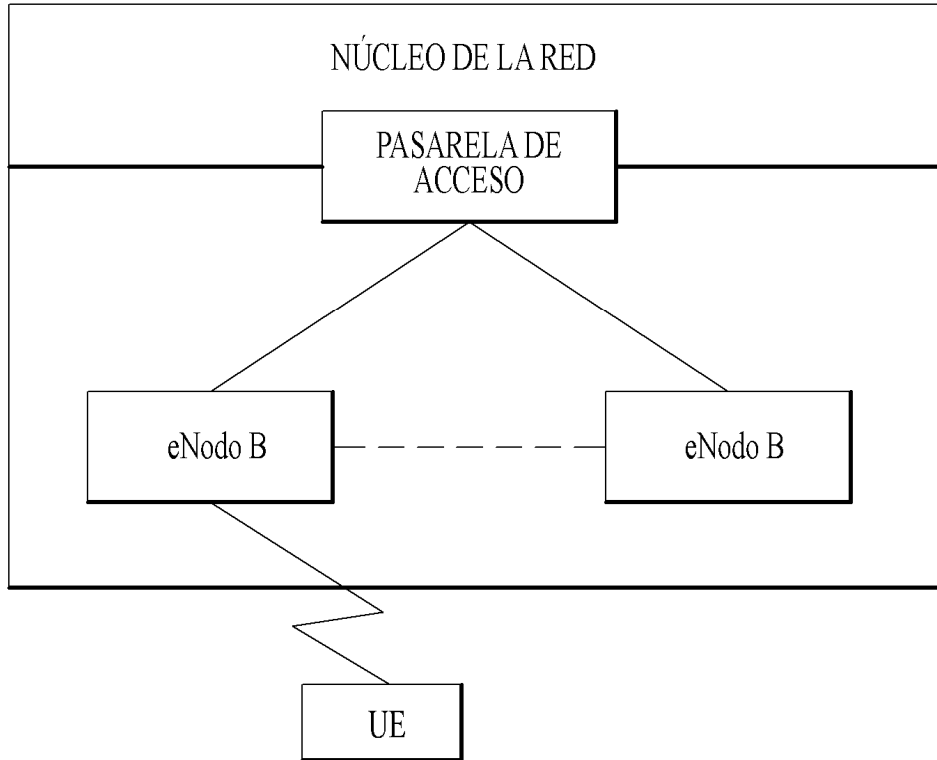 NÚCLEO DE LA RED
PASARELA DE
ACCESO
eNodo B
eNodo B
UE